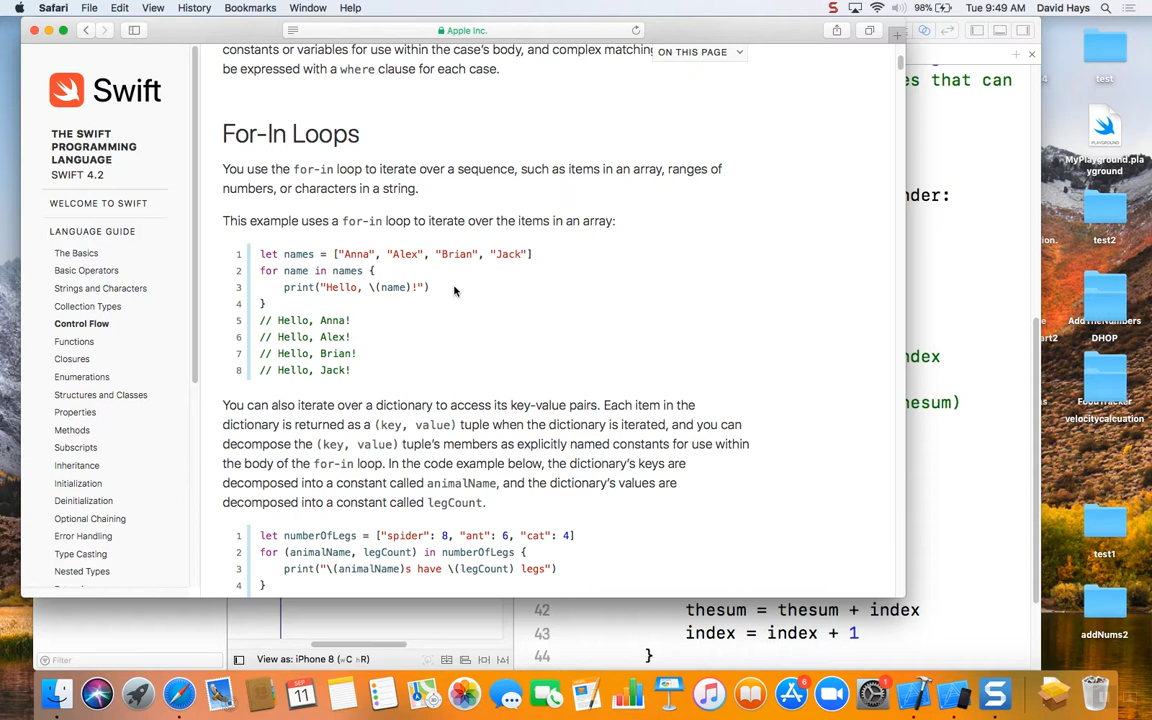 Safari File Edit View History Bookmarks Window Help
98% Tue 9:49 AM David Hays
Apple Inc.
constants or variables for use within the case's body, and complex matching
ON THIS PAGE
be expressed with a where clause for each case.
Swift
THE SWIFT
PROGRAMMING
LANGUAGE
SWIFT 4.2
WELCOME TO SWIFT
LANGUAGE GUIDE
The Basics
Basic Operators
Strings and Characters
Collection Types
Control Flow
Functions
Closures
Enumerations
Structures and Classes
Properties
Methods
Subscripts
Inheritance
Initialization
Deinitialization
Optional Chaining
Error Handling
Type Casting
Nested Types
For-In Loops
You use the for-in loop to iterate over a sequence, such as items in an array, ranges of
numbers, or characters in a string.
This example uses a for-in loop to iterate over the items in an array:
1 let names = ["Anna", "Alex", "Brian", "Jack"]
2 for name in names {
3 print("Hello, \(name)!")
4 }
5 // Hello, Anna!
6 // Hello, Alex!
7 // Hello, Brian!
8 // Hello, Jack!
You can also iterate over a dictionary to access its key-value pairs. Each item in the
dictionary is returned as a (key, value) tuple when the dictionary is iterated, and you can
decompose the (key, value) tuple's members as explicitly named constants for use within
the body of the for-in loop. In the code example below, the dictionary's keys are
decomposed into a constant called animalName, and the dictionary's values are
decomposed into a constant called legCount.
1 let numberOfLegs = ["spider": 8, "ant": 6, "cat": 4]
2 for (animalName, legCount) in numberOfLegs {
3 print("\(animalName)s have \(legCount) legs")
4 }
es that can
nder:
ndex
hesum)
42 thesum = thesum + index
43 index = index + 1
44 }
Filter
View as: iPhone 8 (wC hR)
test
MyPlayground.pla
yground
test2
AddTheNumbers
DHOP
velocitycalcuation
test1
addNums2
SEP
11
6
1